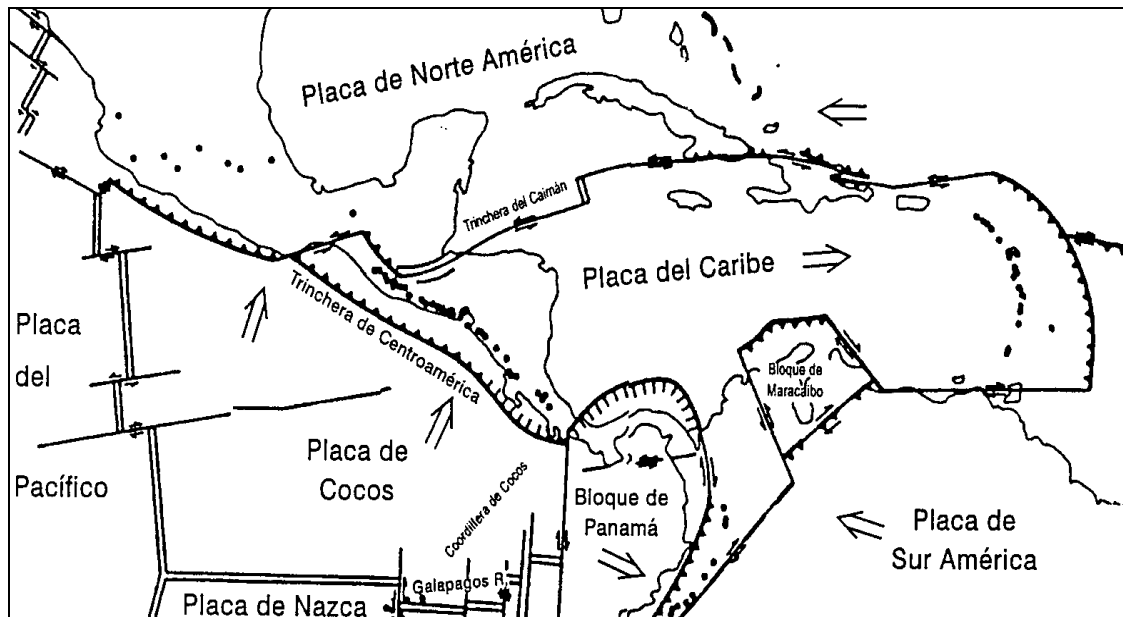 Placa de Norte América
Trinchera del Caimán
Placa del Caribe
Trinchera de Centroamérica
Placa
del
Pacífico
Bloque de
Maracaibo
Placa de
Cocos
Coordillera de Cocos
Bloque de
Panamá
Placa de
Sur América
Galapagos R.
Placa de Nazca